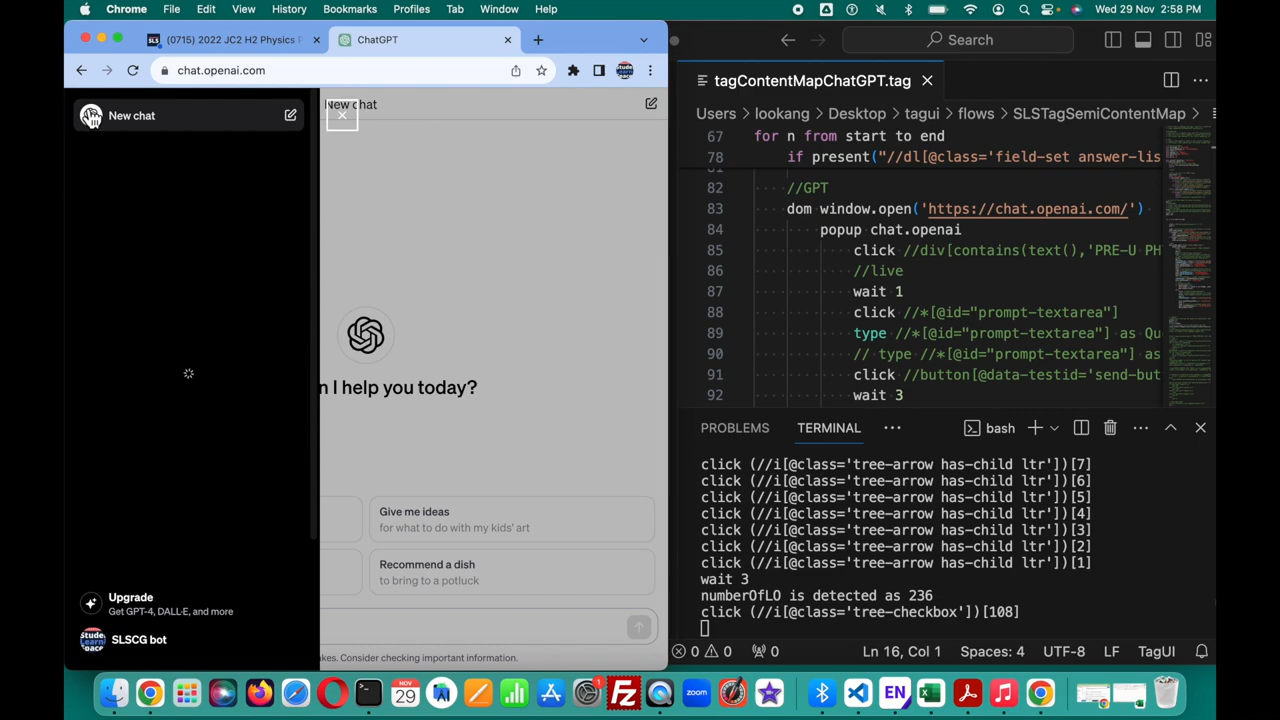 Chrome File Edit View History Bookmarks Profiles Tab Window Help
Wed 29 Nov 2:58 PM
SLS (0715) 2022 JC2 H2 Physics P
ChatGPT
chat.openai.com
New chat
New chat
n I help you today?
Give me ideas
for what to do with my kids' art
Recommend a dish
to bring to a potluck
Upgrade
Get GPT-4, DALL·E, and more
SLSCG bot
kes. Consider checking important information.
Search
tagContentMapChatGPT.tag
Users > lookang > Desktop > tagui > flows > SLSTagSemiContentMap >
67 for n from start to end
78 if present("//dl[@class='field-set answer-lis
82 //GPT
83 dom window.open('https://chat.openai.com/')
84 popup chat.openai
85 click //div[contains(text(),'PRE-U PH
86 //live
87 wait 1
88 click //*[@id="prompt-textarea"]
89 type //*[@id="prompt-textarea"] as Qu
90 // type //*[@id="prompt-textarea"] as
91 click //button[@data-testid='send-but
92 wait 3
PROBLEMS TERMINAL ... bash
click (//i[@class='tree-arrow has-child ltr'])[7]
click (//i[@class='tree-arrow has-child ltr'])[6]
click (//i[@class='tree-arrow has-child ltr'])[5]
click (//i[@class='tree-arrow has-child ltr'])[4]
click (//i[@class='tree-arrow has-child ltr'])[3]
click (//i[@class='tree-arrow has-child ltr'])[2]
click (//i[@class='tree-arrow has-child ltr'])[1]
wait 3
numberOfLO is detected as 236
click (//i[@class='tree-checkbox'])[108]
0 0 0 Ln 16, Col 1 Spaces: 4 UTF-8 LF TagUI
NOV
29
1
zoom
EN